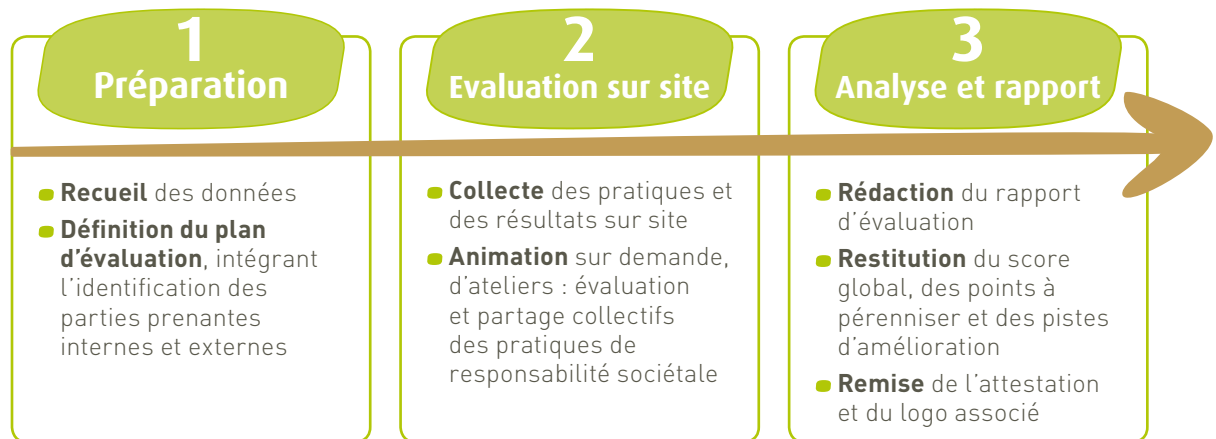 1
Préparation
Recueil des données
Définition du plan
d'évaluation, intégrant
l'identification des
parties prenantes
internes et externes
2
Evaluation sur site
Collecte des pratiques et
des résultats sur site
Animation sur demande,
d'ateliers : évaluation
et partage collectifs
des pratiques de
responsabilité sociétale
3
Analyse et rapport
Rédaction du rapport
d'évaluation
Restitution du score
global, des points à
pérenniser et des pistes
d'amélioration
Remise de l'attestation
et du logo associé